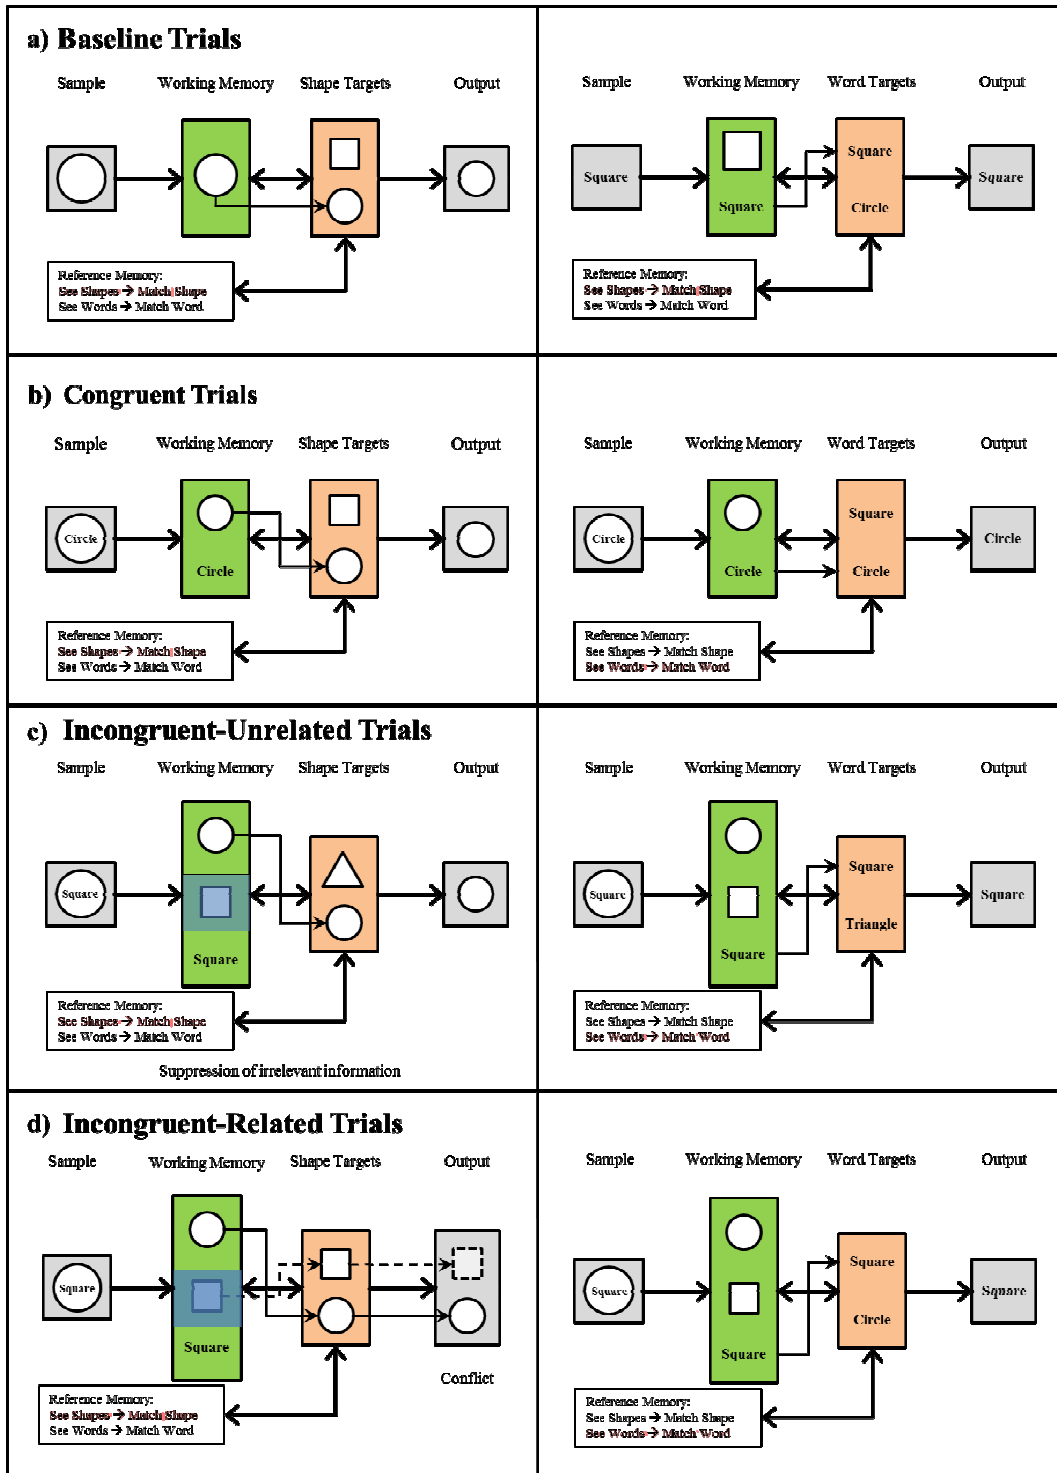 a) Baseline Trials
Sample Working Memory Shape Targets Output
Reference Memory:
See Shapes → Match Shape
See Words → Match Word
Sample Working Memory Word Targets Output
Square Square Square
Square Circle
Reference Memory:
See Shapes → Match Shape
See Words → Match Word
b) Congruent Trials
Sample Working Memory Shape Targets Output
Circle
Circle
Reference Memory:
See Shapes → Match Shape
See Words → Match Word
Sample Working Memory Word Targets Output
Square
Circle Circle
Circle Circle
Reference Memory:
See Shapes → Match Shape
See Words → Match Word
c) Incongruent-Unrelated Trials
Sample Working Memory Shape Targets Output
Square
Square
Reference Memory:
See Shapes → Match Shape
See Words → Match Word
Suppression of irrelevant information
Sample Working Memory Word Targets Output
Square
Square Square
Triangle
Square
Reference Memory:
See Shapes → Match Shape
See Words → Match Word
d) Incongruent-Related Trials
Sample Working Memory Shape Targets Output
Square
Square
Conflict
Reference Memory:
See Shapes → Match Shape
See Words → Match Word
Sample Working Memory Word Targets Output
Square
Square Square
Circle
Square
Reference Memory:
See Shapes → Match Shape
See Words → Match Word